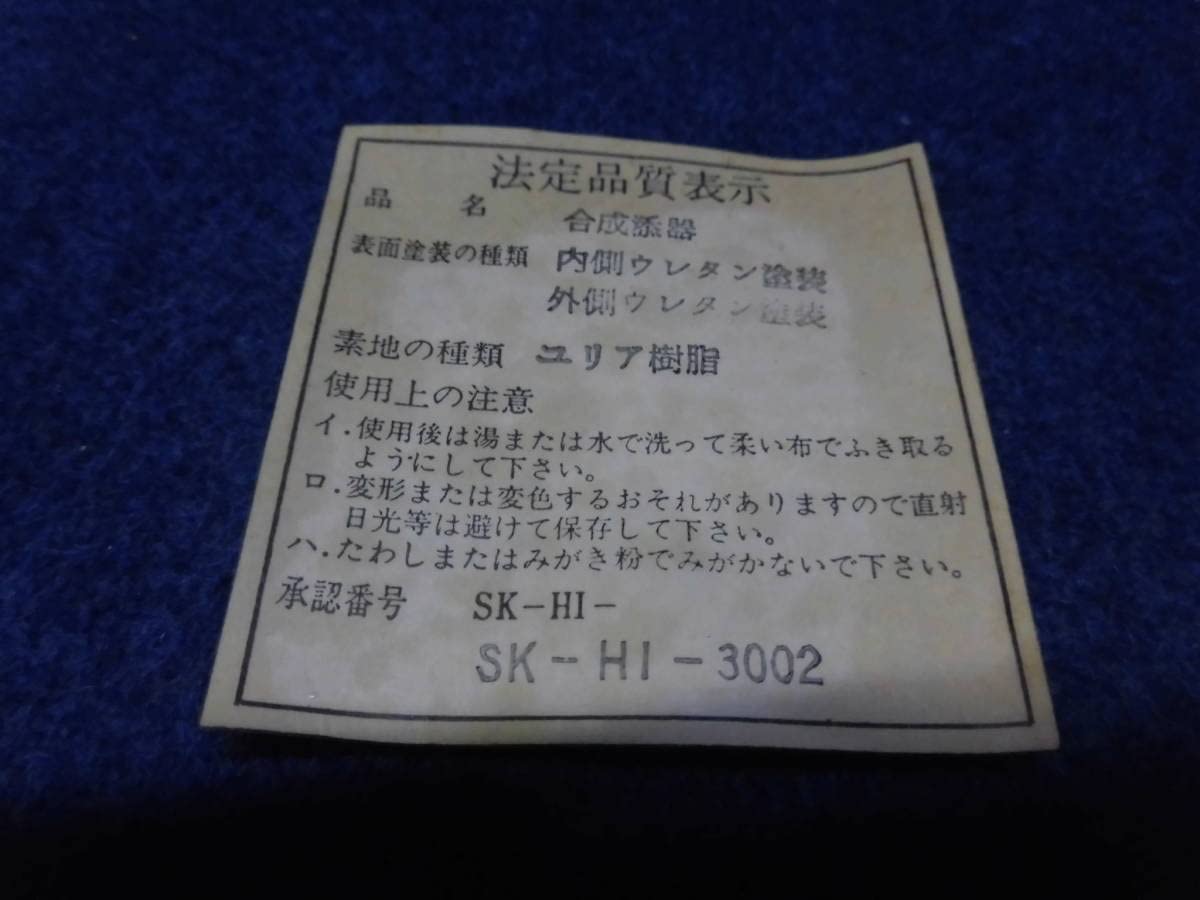 法定品質表示
品名 合成漆器
表面塗装の種類 内側ウレタン塗装
外側ウレタン塗装
素地の種類 ユリア樹脂
使用上の注意
イ.使用後は湯または水で洗って柔い布でふき取る
ようにして下さい。
ロ.変形または変色するおそれがありますので直射
日光等は避けて保存して下さい。
ハ.たわしまたはみがき粉でみがかないで下さい。
承認番号 SK-HI-
SK-HI-3002